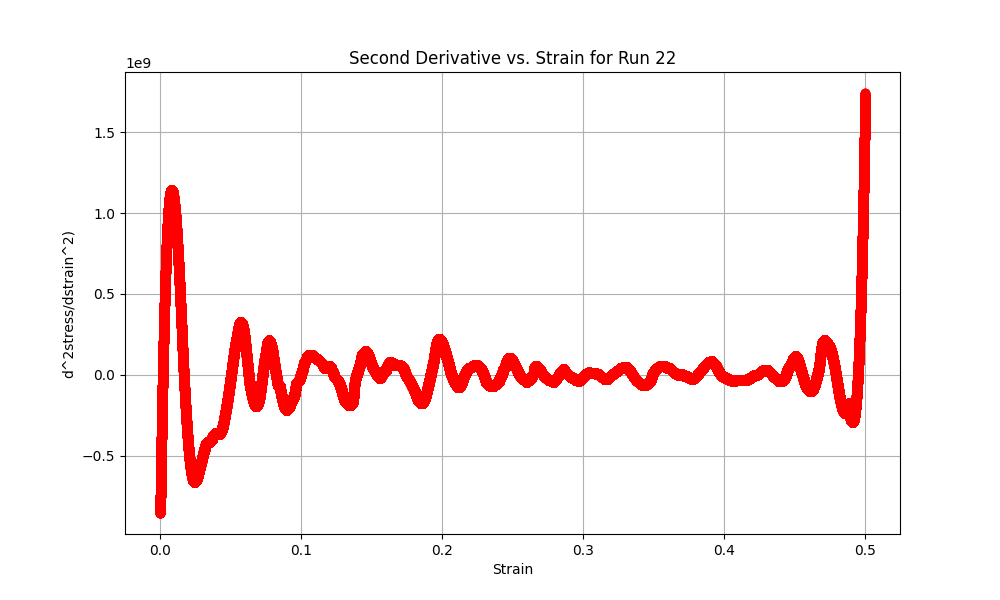 Second Derivative vs. Strain for Run 22
1e9
1.5
1.0
0.5
0.0
−0.5
d^2stress/dstrain^2)
0.0 0.1 0.2 0.3 0.4 0.5
Strain